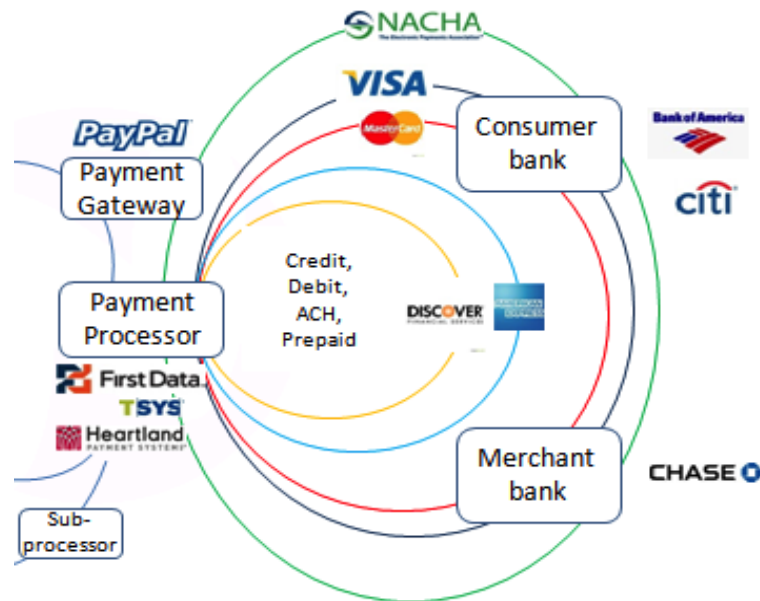 NACHA
The Electronic Payments Association
VISA
MasterCard
PayPal
Payment
Gateway
Consumer
bank
Bank of America
citi
Credit,
Debit,
ACH,
Prepaid
DISCOVER
FINANCIAL SERVICES
AMERICAN
EXPRESS
Payment
Processor
First Data
TSYS
Heartland
PAYMENT SYSTEMS
Merchant
bank
CHASE
Sub-
processor